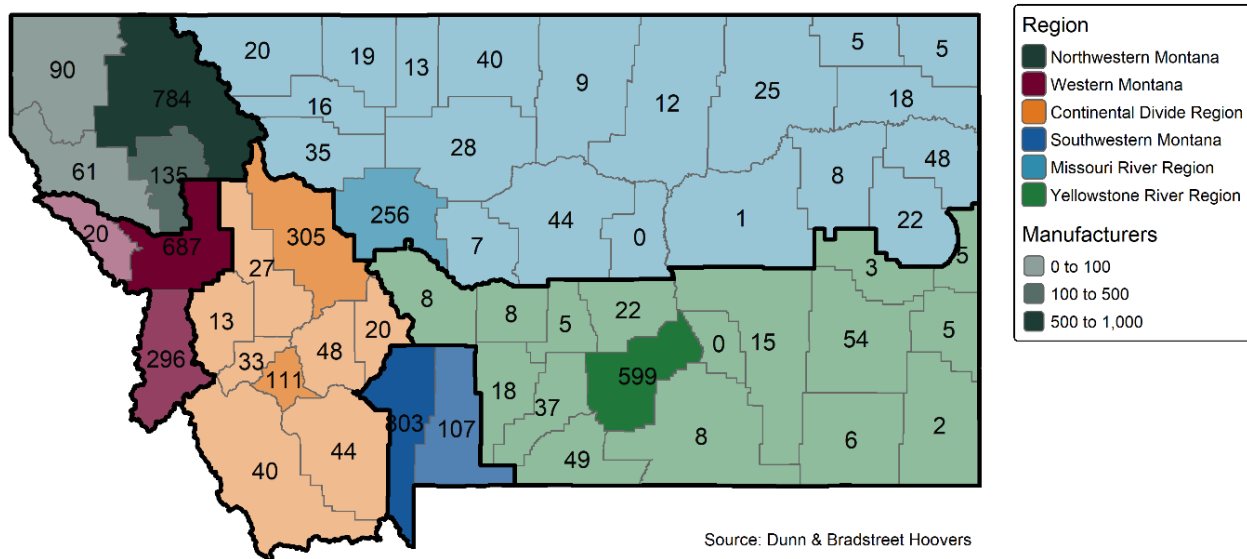 20 19 13 40 5 5
90 9 12 25
784 16 18
35 28 48
61 135 8
256 1 22
20 687 305 7 44 0
27 3 5
8 8 5 22
13 20 0 15 54 5
296 33 48
111 18 599
37
803 107 8 6 2
40 44 49
Source: Dunn & Bradstreet Hoovers
Region
Northwestern Montana
Western Montana
Continental Divide Region
Southwestern Montana
Missouri River Region
Yellowstone River Region
Manufacturers
0 to 100
100 to 500
500 to 1,000